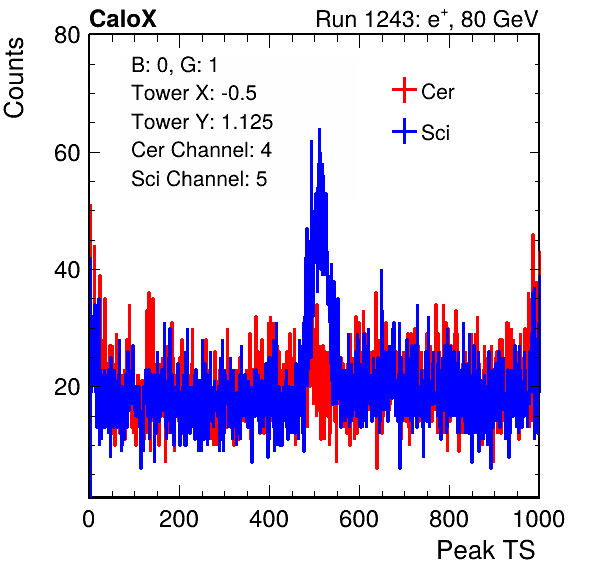 CaloX Run 1243: e⁺, 80 GeV
Counts
80
60
40
20
B: 0, G: 1
Tower X: -0.5
Tower Y: 1.125
Cer Channel: 4
Sci Channel: 5
Cer
Sci
0 200 400 600 800 1000
Peak TS